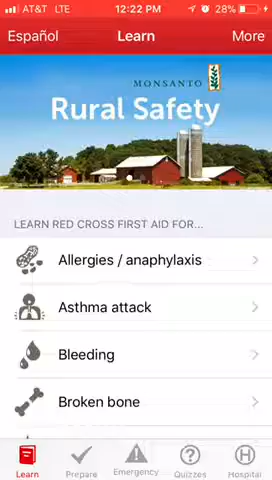 AT&T LTE 12:22 PM 28%
Español Learn More
MONSANTO
Rural Safety
LEARN RED CROSS FIRST AID FOR...
Allergies / anaphylaxis
Asthma attack
Bleeding
Broken bone
Learn Prepare Emergency Quizzes Hospital